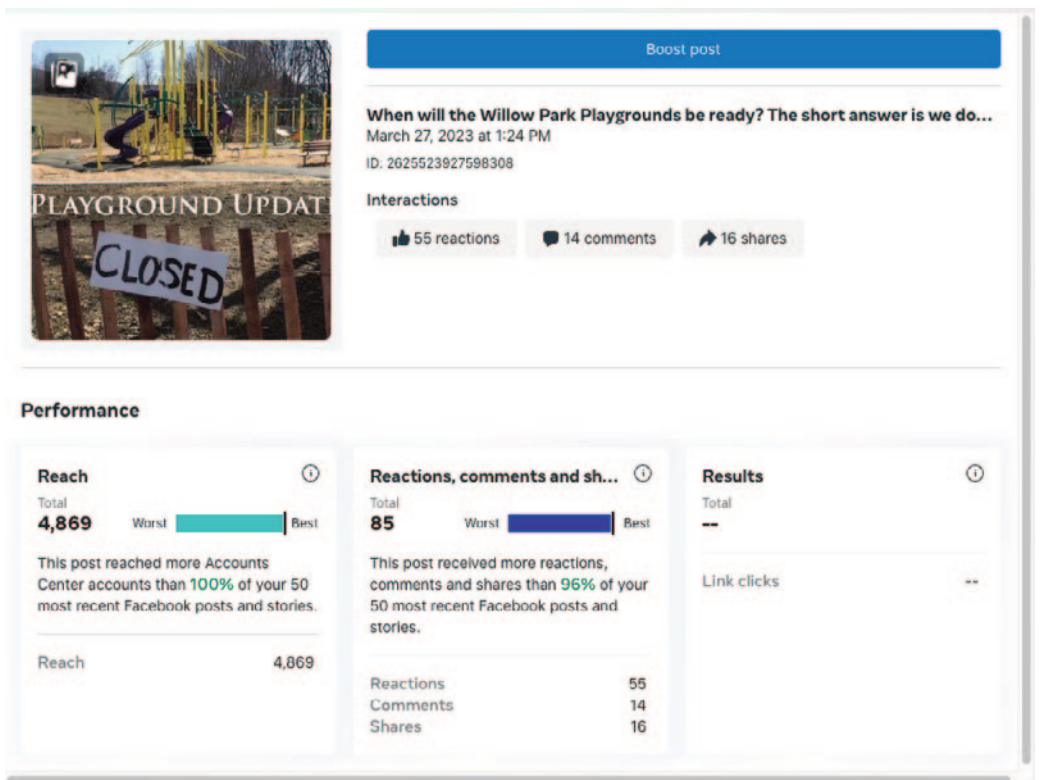 Boost post
When will the Willow Park Playgrounds be ready? The short answer is we do...
March 27, 2023 at 1:24 PM
ID: 2625523927598308
Interactions
55 reactions
14 comments
16 shares
PLAYGROUND UPDAT
CLOSED
Performance
Reach
Total
4,869
Worst
Best
This post reached more Accounts
Center accounts than 100% of your 50
most recent Facebook posts and stories.
Reach 4,869
Reactions, comments and sh...
Total
85
Worst
Best
This post received more reactions,
comments and shares than 96% of your
50 most recent Facebook posts and
stories.
Reactions 55
Comments 14
Shares 16
Results
Total
--
Link clicks --